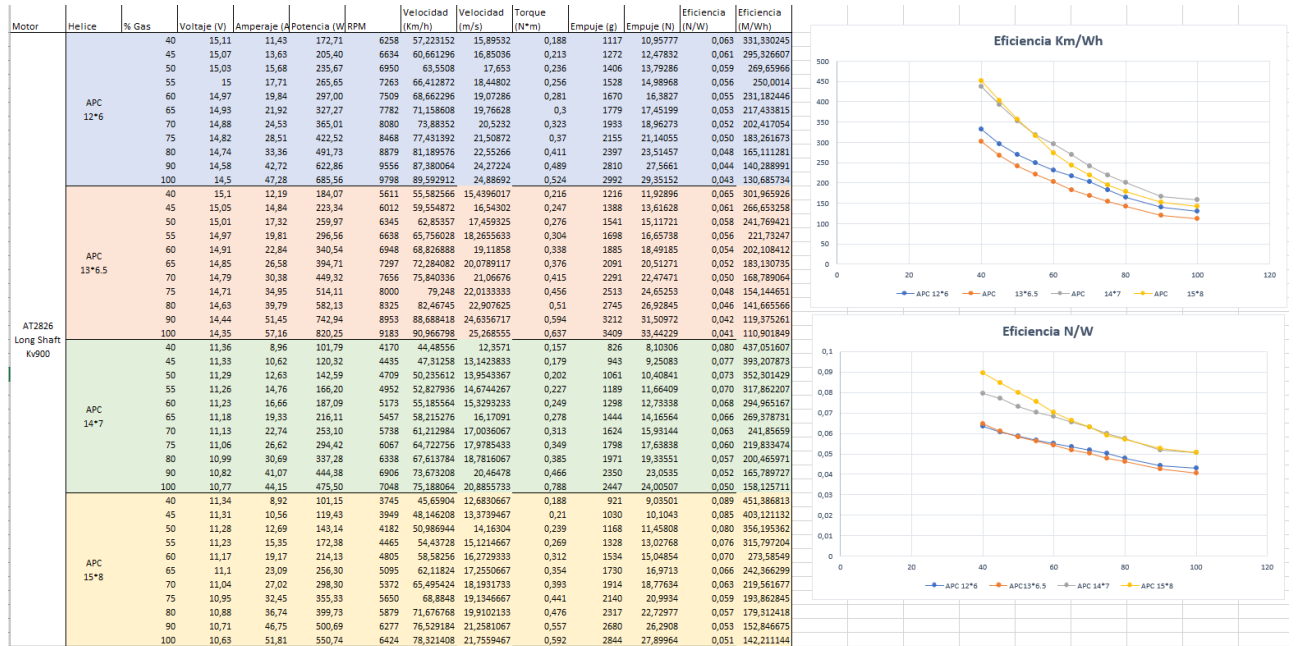 Motor Helice % Gas Voltaje (V) Amperaje (A Potencia (W RPM Velocidad (Km/h) Velocidad (m/s) Torque (N*m) Empuje (g) Empuje (N) Eficiencia (N/W) Eficiencia (M/Wh)
AT2826 Long Shaft Kv900
APC 12*6
40 15,11 11,43 172,71 6258 57,223152 15,89532 0,188 1117 10,95777 0,063 331,330245
45 15,07 13,63 205,40 6634 60,661296 16,85036 0,213 1272 12,47832 0,061 295,326607
50 15,03 15,68 235,67 6950 63,5508 17,653 0,236 1406 13,79286 0,059 269,65966
55 15 17,71 265,65 7263 66,412872 18,44802 0,256 1528 14,98968 0,056 250,0014
60 14,97 19,84 297,00 7509 68,662296 19,07286 0,281 1670 16,3827 0,055 231,182446
65 14,93 21,92 327,27 7782 71,158608 19,76628 0,3 1779 17,45199 0,053 217,433815
70 14,88 24,53 365,01 8080 73,88352 20,5232 0,323 1933 18,96273 0,052 202,417054
75 14,82 28,51 422,52 8468 77,431392 21,50872 0,37 2155 21,14055 0,050 183,261673
80 14,74 33,36 491,73 8879 81,189576 22,55266 0,411 2397 23,51457 0,048 165,111281
90 14,58 42,72 622,86 9556 87,380064 24,27224 0,489 2810 27,5661 0,044 140,288991
100 14,5 47,28 685,56 9798 89,592912 24,88692 0,524 2992 29,35152 0,043 130,685734
APC 13*6.5
40 15,1 12,19 184,07 5611 55,582566 15,4396017 0,216 1216 11,92896 0,065 301,965926
45 15,05 14,84 223,34 6012 59,554872 16,54302 0,247 1388 13,61628 0,061 266,653258
50 15,01 17,32 259,97 6345 62,85357 17,459325 0,276 1541 15,11721 0,058 241,769421
55 14,97 19,81 296,56 6638 65,756028 18,2655633 0,304 1698 16,65738 0,056 221,73247
60 14,91 22,84 340,54 6948 68,826888 19,11858 0,338 1885 18,49185 0,054 202,108412
65 14,85 26,58 394,71 7297 72,284082 20,0789117 0,376 2091 20,51271 0,052 183,130735
70 14,79 30,38 449,32 7656 75,840336 21,06676 0,415 2291 22,47471 0,050 168,789064
75 14,71 34,95 514,11 8000 79,248 22,0133333 0,456 2513 24,65253 0,048 154,144651
80 14,63 39,79 582,13 8325 82,46745 22,907625 0,51 2745 26,92845 0,046 141,665566
90 14,44 51,45 742,94 8953 88,688418 24,6356717 0,594 3212 31,50972 0,042 119,375261
100 14,35 57,16 820,25 9183 90,966798 25,268555 0,637 3409 33,44229 0,041 110,901849
APC 14*7
40 11,36 8,96 101,79 4170 44,48556 12,3571 0,157 826 8,10306 0,080 437,051607
45 11,33 10,62 120,32 4435 47,31258 13,1423833 0,179 943 9,25083 0,077 393,207873
50 11,29 12,63 142,59 4709 50,235612 13,9543367 0,202 1061 10,40841 0,073 352,301429
55 11,26 14,76 166,20 4952 52,827936 14,6744267 0,227 1189 11,66409 0,070 317,862207
60 11,23 16,66 187,09 5173 55,185564 15,3293233 0,249 1298 12,73338 0,068 294,965167
65 11,18 19,33 216,11 5457 58,215276 16,17091 0,278 1444 14,16564 0,066 269,378731
70 11,13 22,74 253,10 5738 61,212984 17,0036067 0,313 1624 15,93144 0,063 241,85659
75 11,06 26,62 294,42 6067 64,722756 17,9785433 0,349 1798 17,63838 0,060 219,833474
80 10,99 30,69 337,28 6338 67,613784 18,7816067 0,385 1971 19,33551 0,057 200,465971
90 10,82 41,07 444,38 6906 73,673208 20,46478 0,466 2350 23,0535 0,052 165,789727
100 10,77 44,15 475,50 7048 75,188064 20,8855733 0,788 2447 24,00507 0,050 158,125711
APC 15*8
40 11,34 8,92 101,15 3745 45,65904 12,6830667 0,188 921 9,03501 0,089 451,386813
45 11,31 10,56 119,43 3949 48,146208 13,3739467 0,21 1030 10,1043 0,085 403,121132
50 11,28 12,69 143,14 4182 50,986944 14,16304 0,239 1168 11,45808 0,080 356,195362
55 11,23 15,35 172,38 4465 54,43728 15,1214667 0,269 1328 13,02768 0,076 315,797204
60 11,17 19,17 214,13 4805 58,58256 16,2729333 0,312 1534 15,04854 0,070 273,58549
65 11,1 23,09 256,30 5095 62,11824 17,2550667 0,354 1730 16,9713 0,066 242,366299
70 11,04 27,02 298,30 5372 65,495424 18,1931733 0,393 1914 18,77634 0,063 219,561677
75 10,95 32,45 355,33 5650 68,8848 19,1346667 0,441 2140 20,9934 0,059 193,862845
80 10,88 36,74 399,73 5879 71,676768 19,9102133 0,476 2317 22,72977 0,057 179,312418
90 10,71 46,75 500,69 6277 76,529184 21,2581067 0,557 2680 26,2908 0,053 152,846675
100 10,63 51,81 550,74 6424 78,321408 21,7559467 0,592 2844 27,89964 0,051 142,211144
Eficiencia Km/Wh
500
450
400
350
300
250
200
150
100
50
0
0 20 40 60 80 100 120
APC 12*6 APC 13*6.5 APC 14*7 APC 15*8
Eficiencia N/W
0,1
0,09
0,08
0,07
0,06
0,05
0,04
0,03
0,02
0,01
0
0 20 40 60 80 100 120
APC 12*6 APC13*6.5 APC 14*7 APC 15*8